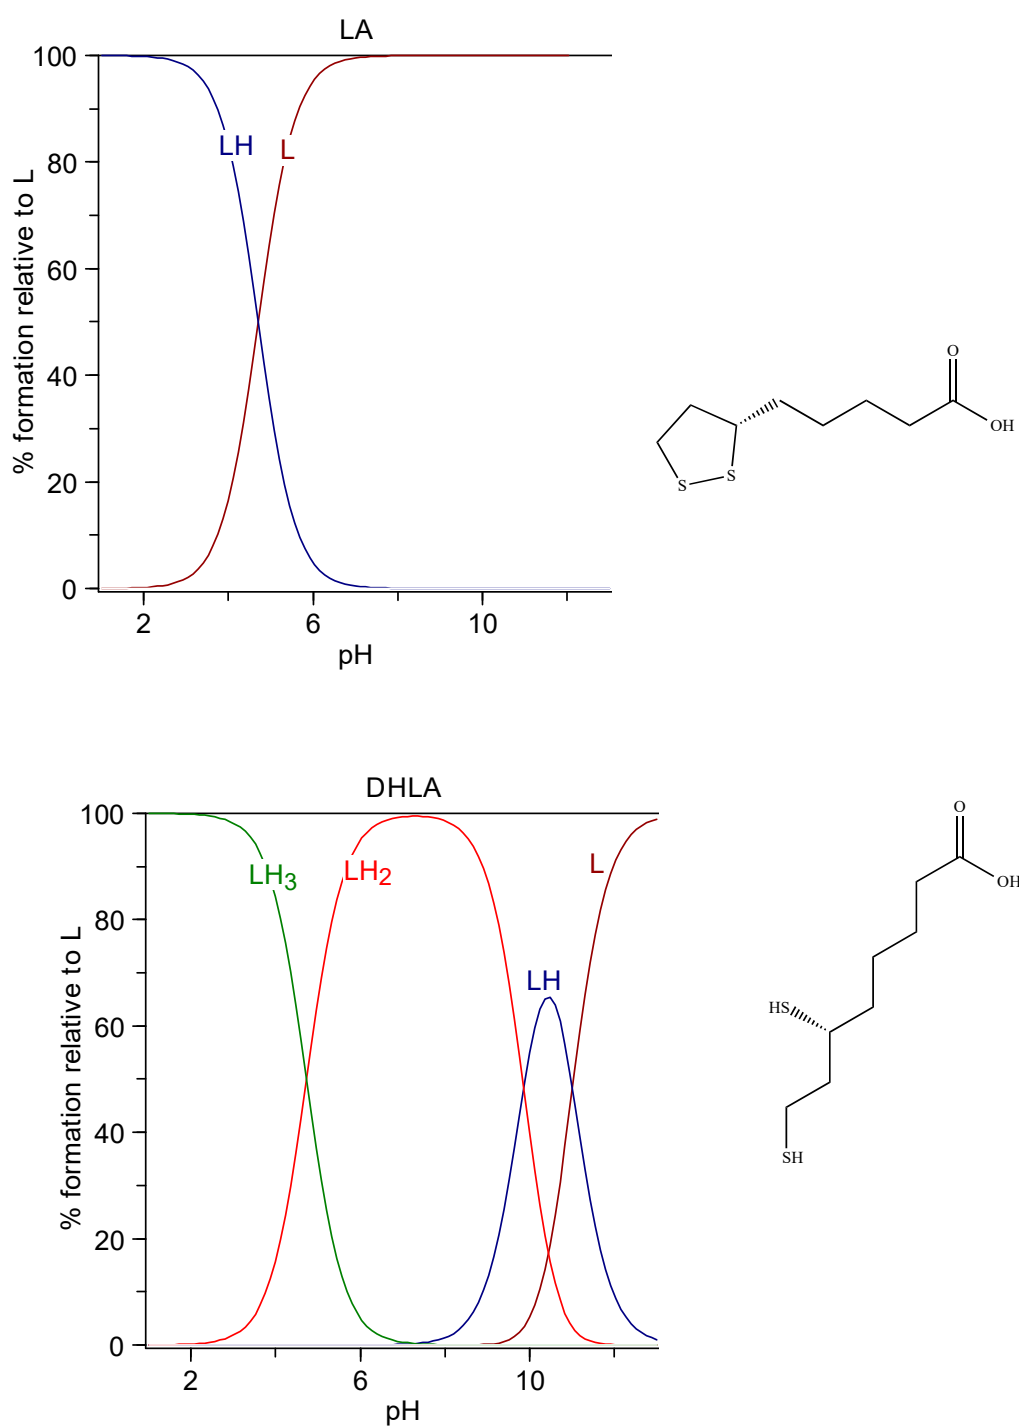 LA
100
80
60
40
20
0
% formation relative to L
LH
L
2
6
10
pH
O
OH
S
S
DHLA
100
80
60
40
20
0
% formation relative to L
LH3
LH2
LH
L
2
6
10
pH
O
OH
HS
SH